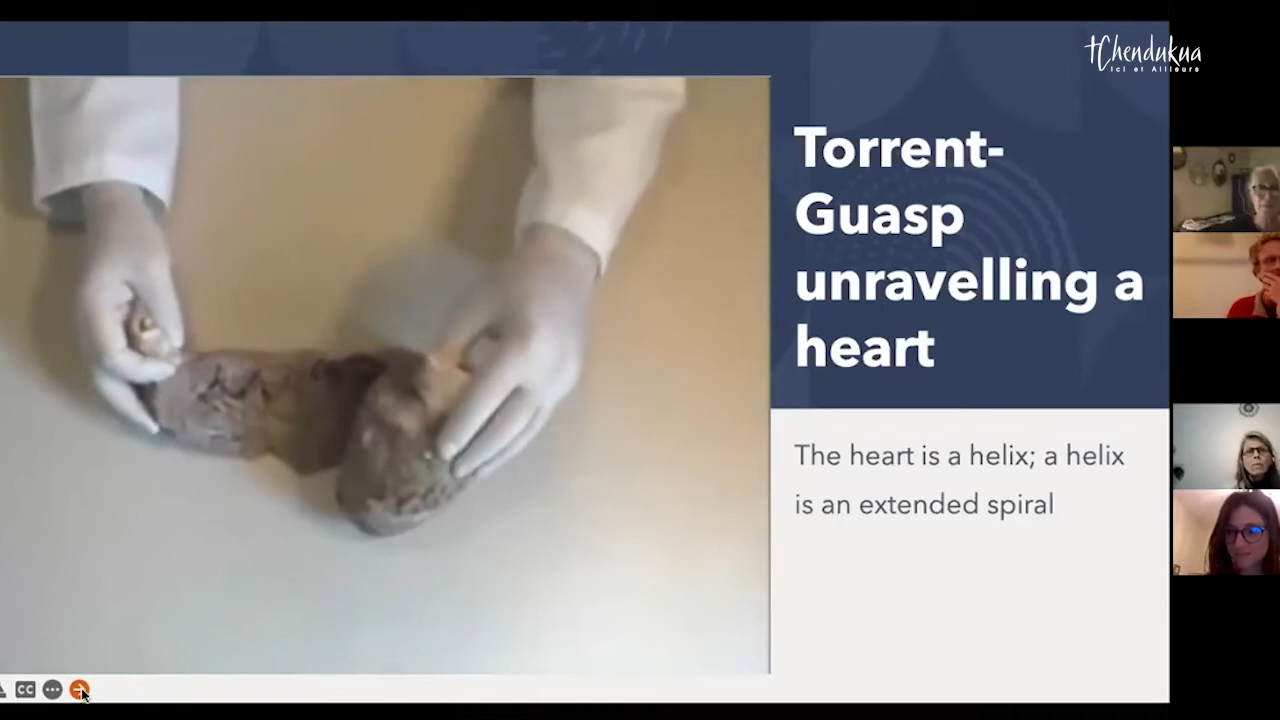 tChendukua
Ici et Ailleurs
Torrent-
Guasp
unravelling a
heart
The heart is a helix; a helix
is an extended spiral
CC